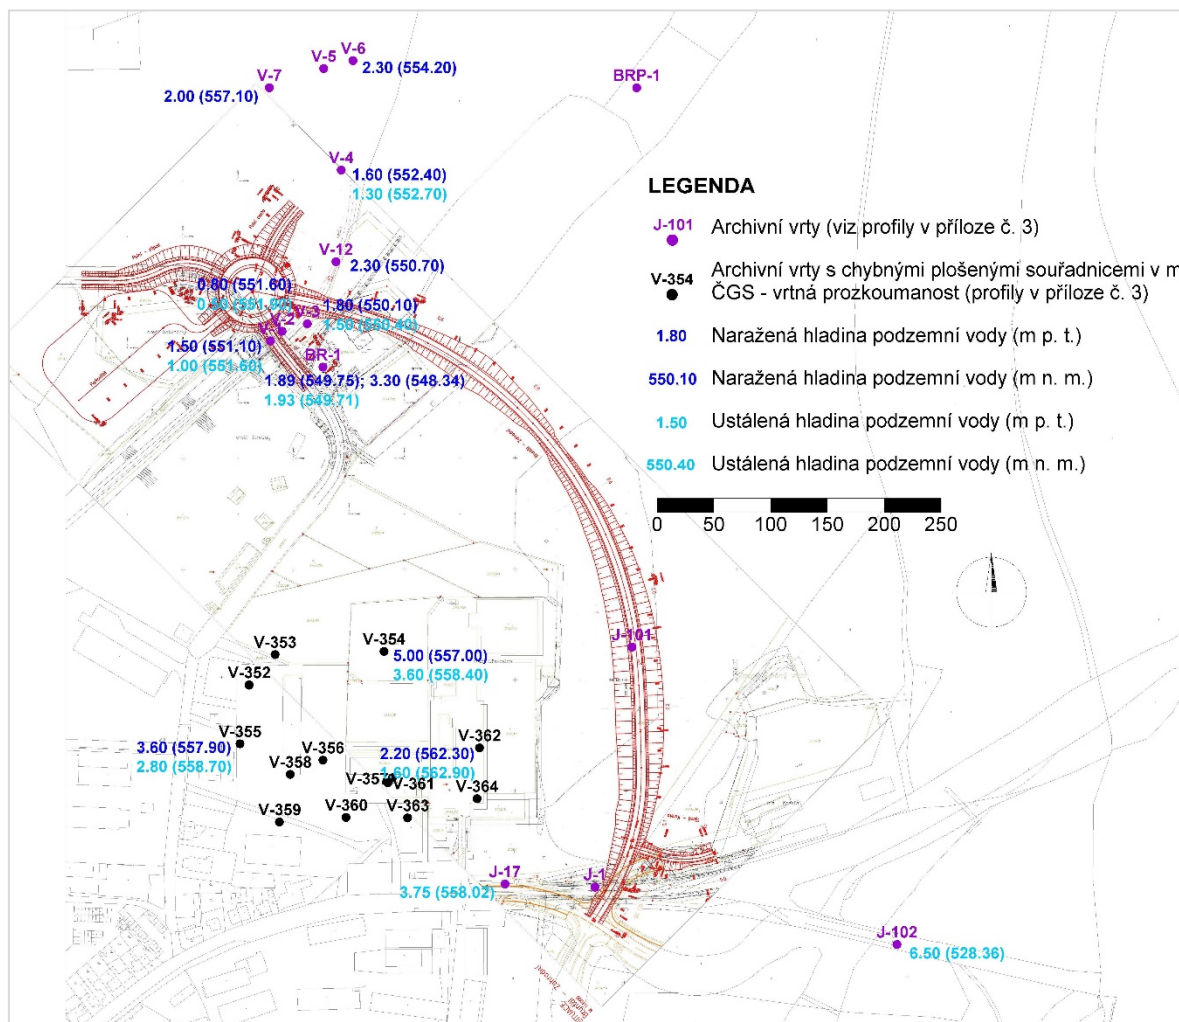 V-6
V-5
2.30 (554.20)
V-7
BRP-1
2.00 (557.10)
V-4
1.60 (552.40)
1.30 (552.70)
LEGENDA
J-101 Archivní vrty (viz profily v příloze č. 3)
V-354 Archivní vrty s chybnými plošenými souřadnicemi v m
ČGS - vrtná prozkoumanost (profily v příloze č. 3)
1.80 Naražená hladina podzemní vody (m p. t.)
550.10 Naražená hladina podzemní vody (m n. m.)
1.50 Ustálená hladina podzemní vody (m p. t.)
550.40 Ustálená hladina podzemní vody (m n. m.)
0 50 100 150 200 250
V-12
2.30 (550.70)
0.80 (551.60)
0.50 (551.90)
1.80 (550.10)
V-3
1.50 (550.40)
V-2
1.50 (551.10)
1.00 (551.60)
BR-1
1.89 (549.75); 3.30 (548.34)
1.93 (549.71)
J-101
V-353
V-354
5.00 (557.00)
3.60 (558.40)
V-352
V-355
3.60 (557.90)
2.80 (558.70)
V-356
V-358
V-362
2.20 (562.30)
1.60 (562.90)
V-357
V-361
V-364
V-359
V-360
V-363
J-17
3.75 (558.02)
J-1
J-102
6.50 (528.36)